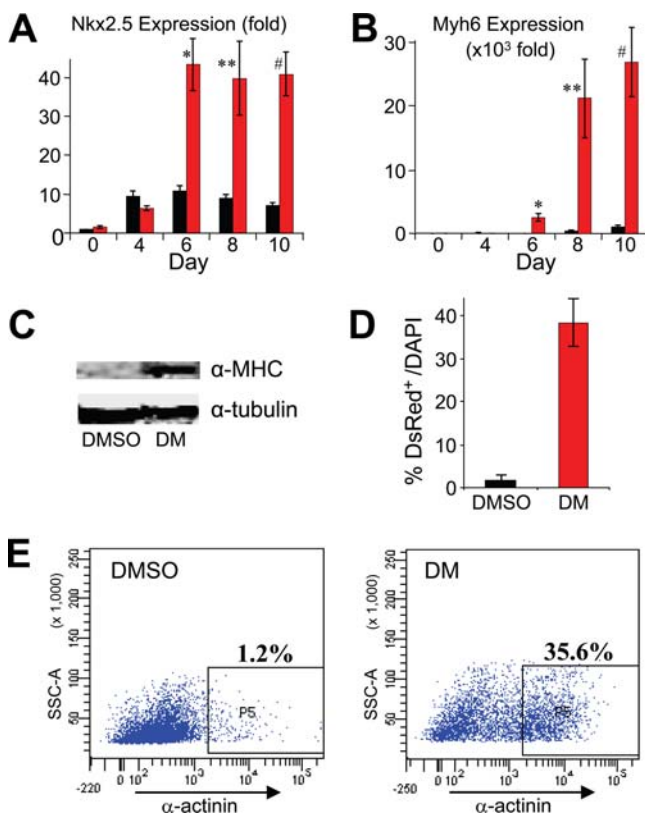 A
Nkx2.5 Expression (fold)
40
30
20
10
0
*
**
#
0 4 6 8 10
Day
B
Myh6 Expression
(x10³ fold)
30
20
10
0
*
**
#
0 4 6 8 10
Day
C
α-MHC
α-tubulin
DMSO DM
D
% DsRed⁺ /DAPI
40
30
20
10
0
DMSO DM
E
DMSO
(x 1,000)
SSC-A
250
200
150
100
50
1.2%
P5
-220 0 10² 10³ 10⁴ 10⁵
α-actinin
DM
(x 1,000)
SSC-A
250
200
150
100
50
35.6%
P5
-250 0 10² 10³ 10⁴ 10⁵
α-actinin